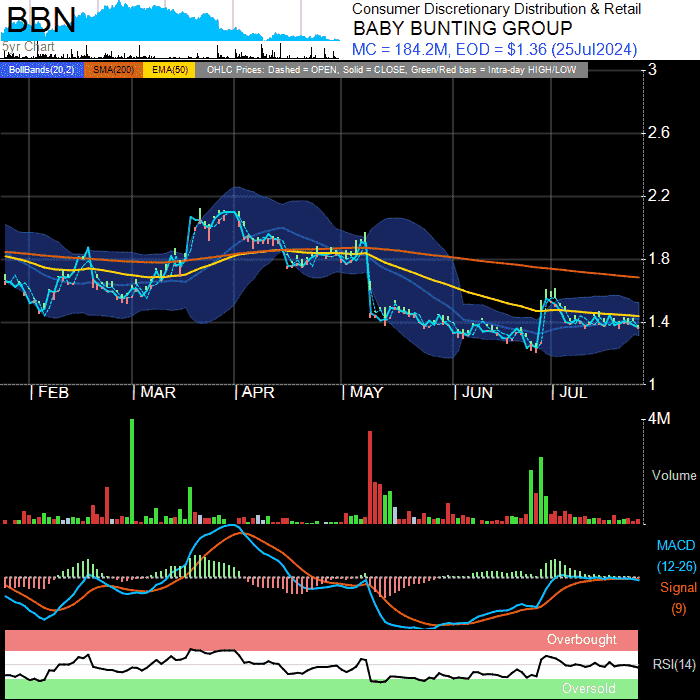 BBN
5yr Chart
Consumer Discretionary Distribution & Retail
BABY BUNTING GROUP
MC = 184.2M, EOD = $1.36 (25Jul2024)
BollBands(20,2) SMA(200) EMA(50) OHLC Prices: Dashed = OPEN, Solid = CLOSE, Green/Red bars = Intra-day HIGH/LOW
3
2.6
2.2
1.8
1.4
1
| FEB | MAR | APR | MAY | JUN | JUL
4M
Volume
MACD
(12-26)
Signal
(9)
Overbought
RSI(14)
Oversold